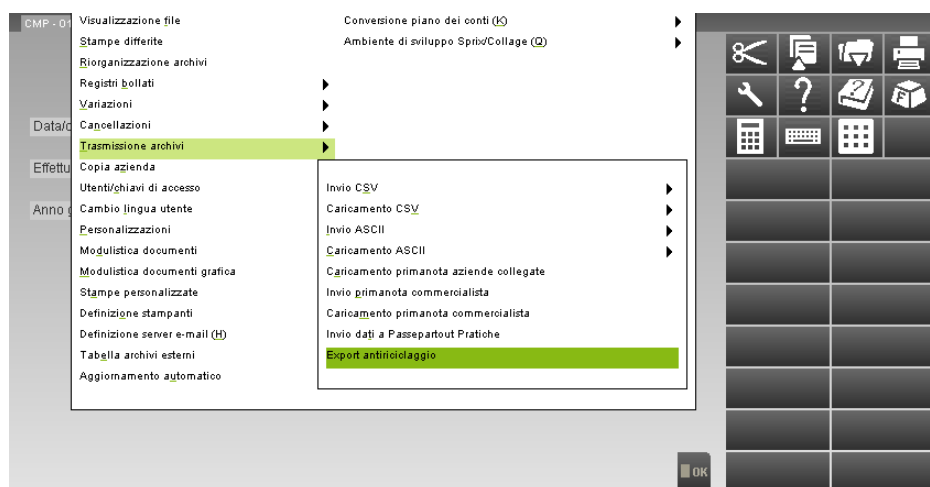 CMP - 01
Visualizzazione file
Conversione piano dei conti (K)
Stampe differite
Ambiente di sviluppo Sprix/Collage (Q)
Riorganizzazione archivi
Registri bollati
Variazioni
Data/o
Cancellazioni
Trasmissione archivi
Effettu
Copia azienda
Utenti/chiavi di accesso
Invio CSV
Anno g
Cambio lingua utente
Caricamento CSV
Personalizzazioni
Invio ASCII
Modulistica documenti
Caricamento ASCII
Modulistica documenti grafica
Caricamento primanota aziende collegate
Stampe personalizzate
Invio primanota commercialista
Definizione stampanti
Caricamento primanota commercialista
Definizione server e-mail (H)
Invio dati a Passepartout Pratiche
Tabella archivi esterni
Export antiriciclaggio
Aggiornamento automatico
OK
F